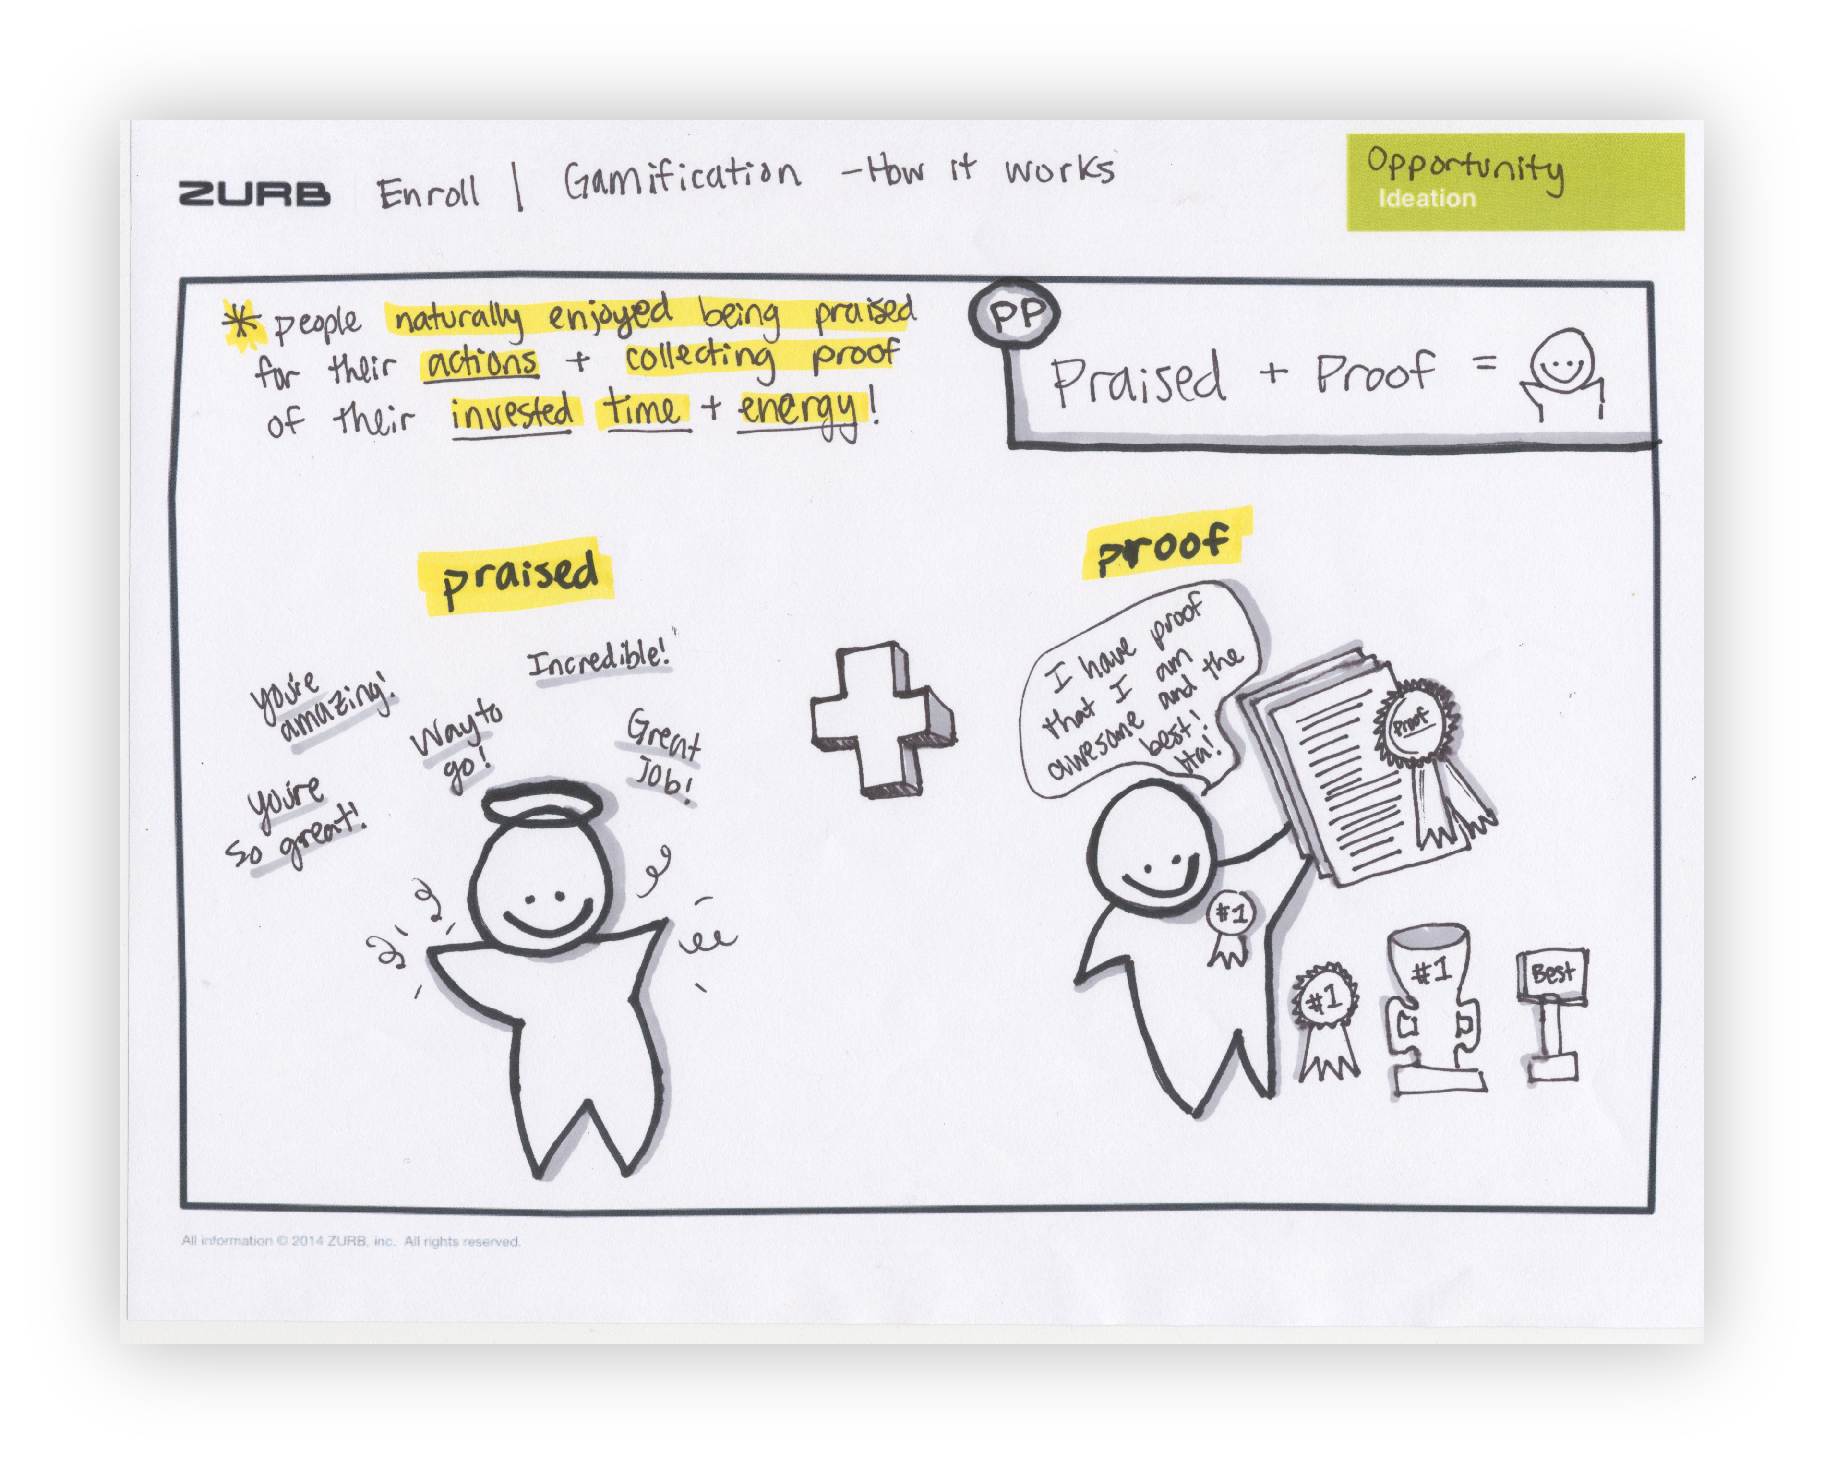 ZURB Enroll | Gamification - How it works
Opportunity
Ideation
* people naturally enjoyed being praised
for their actions + collecting proof
of their invested time + energy!
PP
Praised + Proof =
praised
you're
amazing!
Way to
go!
Incredible!
Great
Job!
you're
so great!
proof
I have proof
that I am
awesome and the
best!
hta!
Proof
#1
#1
#1
Best
All information © 2014 ZURB, inc. All rights reserved.